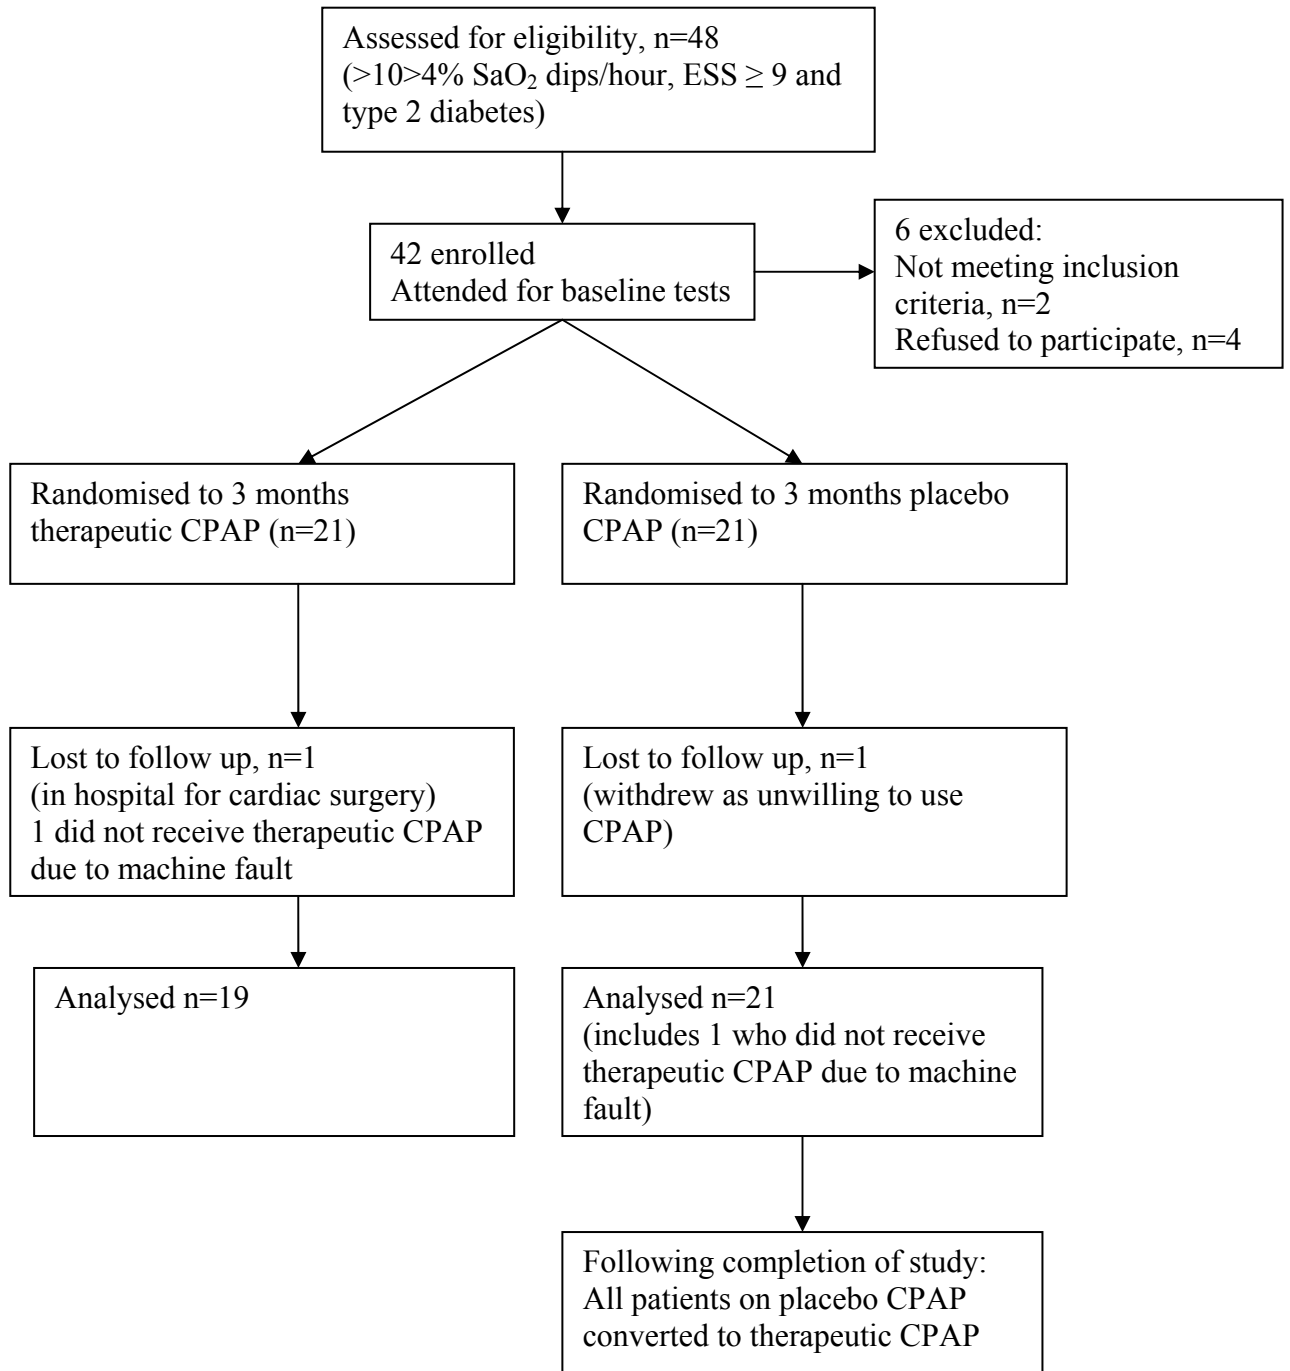 Assessed for eligibility, n=48
(>10>4% SaO₂ dips/hour, ESS ≥ 9 and
type 2 diabetes)
42 enrolled
Attended for baseline tests
6 excluded:
Not meeting inclusion
criteria, n=2
Refused to participate, n=4
Randomised to 3 months
therapeutic CPAP (n=21)
Randomised to 3 months placebo
CPAP (n=21)
Lost to follow up, n=1
(in hospital for cardiac surgery)
1 did not receive therapeutic CPAP
due to machine fault
Lost to follow up, n=1
(withdrew as unwilling to use
CPAP)
Analysed n=19
Analysed n=21
(includes 1 who did not receive
therapeutic CPAP due to machine
fault)
Following completion of study:
All patients on placebo CPAP
converted to therapeutic CPAP